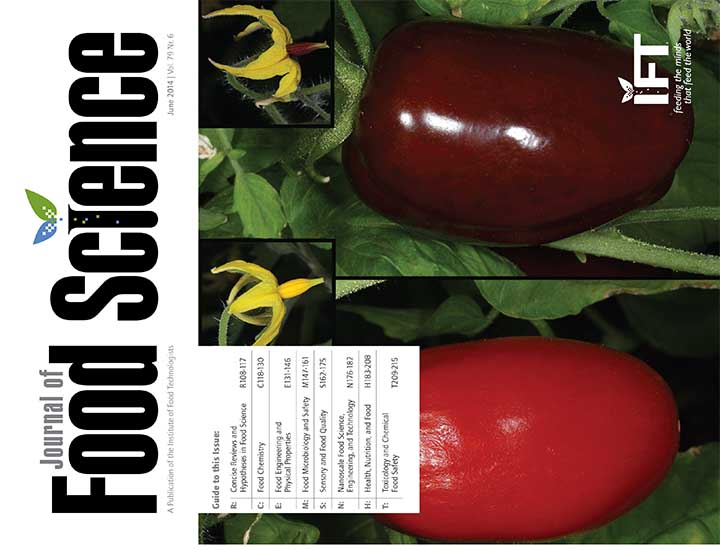 Journal of
Food Science
A Publication of the Institute of Food Technologists
June 2014 | Vol. 79 Nr. 6
IFT
feeding the minds
that feed the world
Guide to this Issue:
R: Concise Reviews and
Hypotheses in Food Science R108-117
C: Food Chemistry C118-130
E: Food Engineering and
Physical Properties E131-146
M: Food Microbiology and Safety M147-161
S: Sensory and Food Quality S162-175
N: Nanoscale Food Science,
Engineering, and Technology N176-182
H: Health, Nutrition, and Food H183-208
T: Toxicology and Chemical
Food Safety T209-215